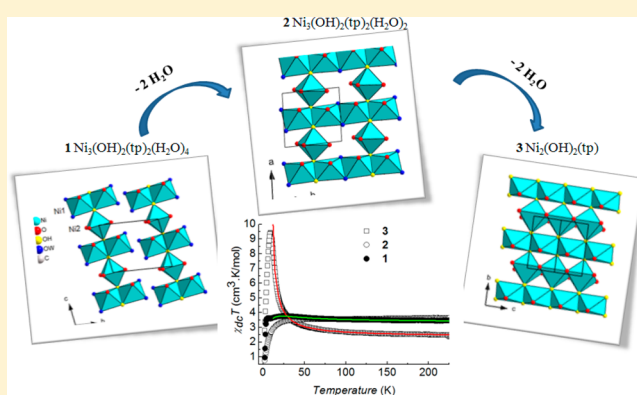 2 Ni₃(OH)₂(tp)₂(H₂O)₂
-2 H₂O
-2 H₂O
1 Ni₃(OH)₂(tp)₂(H₂O)₄
3 Ni₂(OH)₂(tp)
a
Ni1
Ni2
Ni
O
OH
OW
C
c
b
c
10
9
8
7
6
5
4
3
2
1
χdcT (cm³ K/mol)
3
2
1
0
50
100
150
200
Temperature (K)